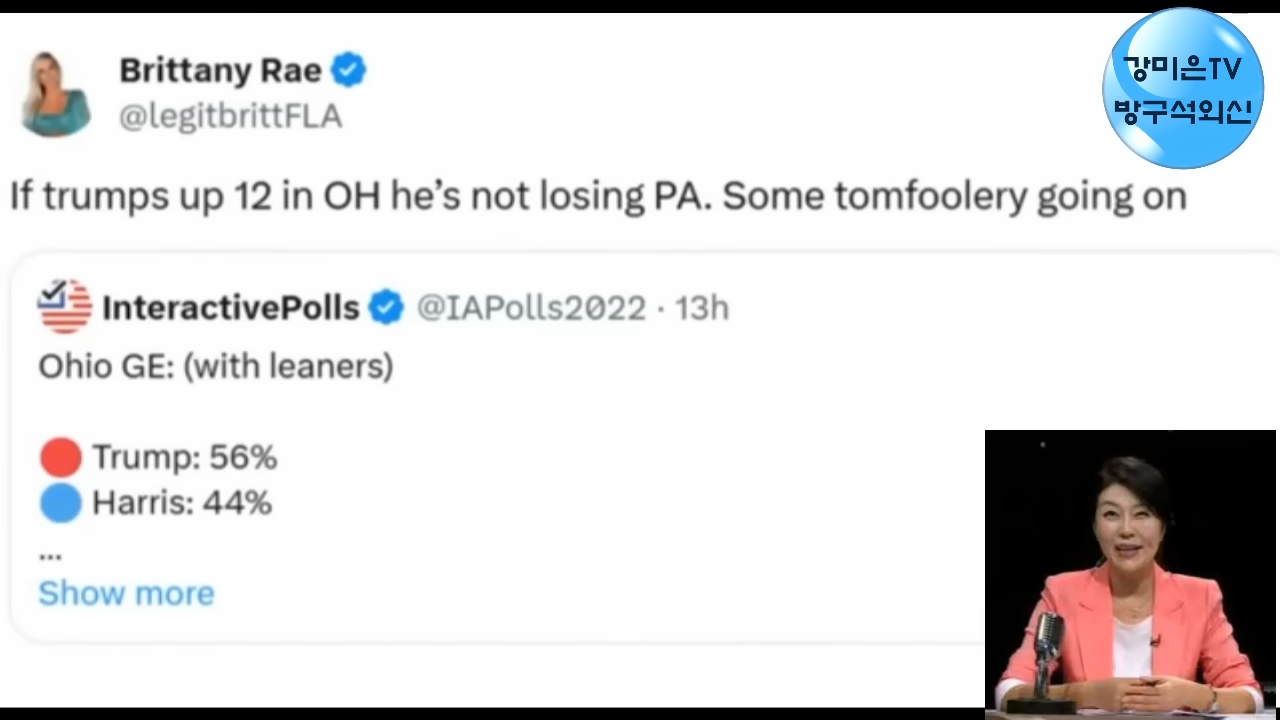 Brittany Rae
@legitbrittFLA
강미은TV
방구석외신
If trumps up 12 in OH he’s not losing PA. Some tomfoolery going on
InteractivePolls @IAPolls2022 · 13h
Ohio GE: (with leaners)
Trump: 56%
Harris: 44%
...
Show more